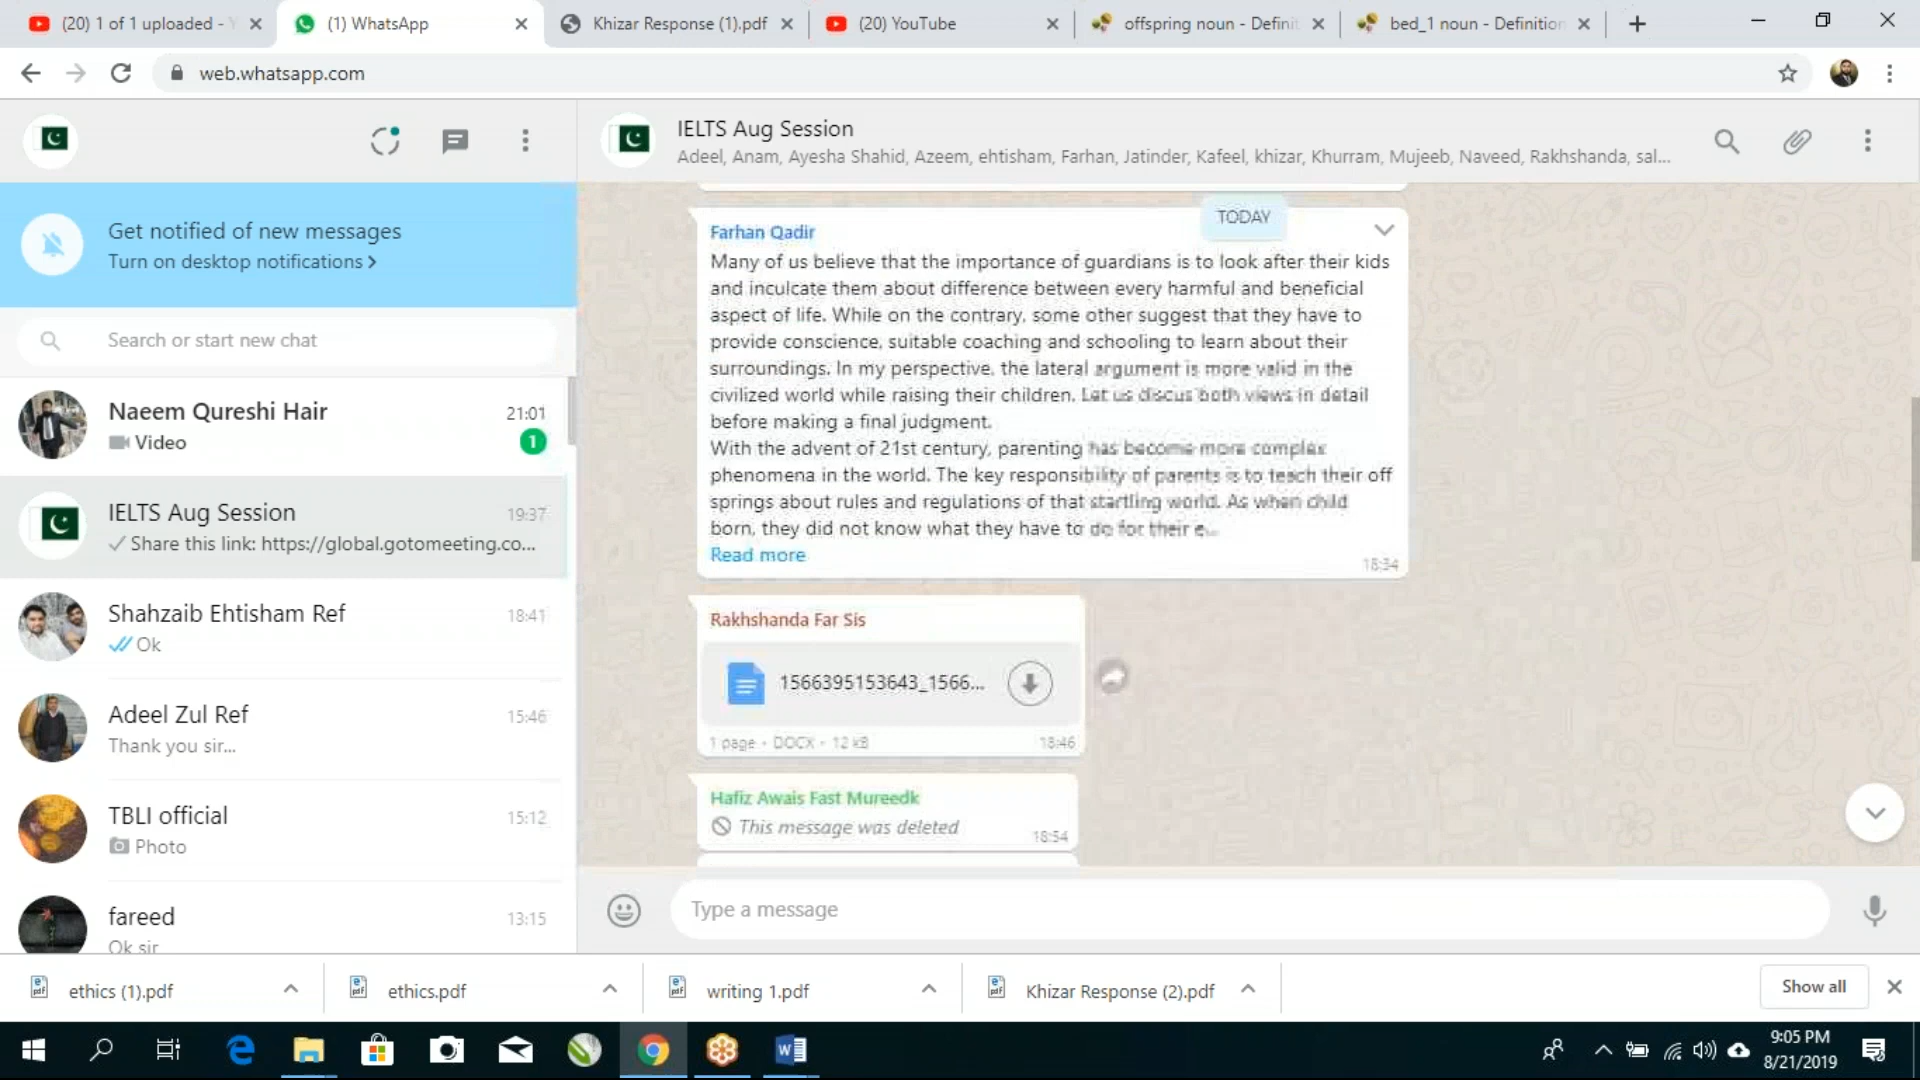 (20) 1 of 1 uploaded - Y
(1) WhatsApp
Khizar Response (1).pdf
(20) YouTube
offspring noun - Definit
bed_1 noun - Definition
web.whatsapp.com
IELTS Aug Session
Adeel, Anam, Ayesha Shahid, Azeem, ehtisham, Farhan, Jatinder, Kafeel, khizar, Khurram, Mujeeb, Naveed, Rakhshanda, sal...
Get notified of new messages
Turn on desktop notifications >
Search or start new chat
Naeem Qureshi Hair
21:01
Video
1
IELTS Aug Session
19:37
Share this link: https://global.gotomeeting.co...
Shahzaib Ehtisham Ref
18:41
Ok
Adeel Zul Ref
15:46
Thank you sir...
TBLI official
15:12
Photo
fareed
13:15
Ok sir
TODAY
Farhan Qadir
Many of us believe that the importance of guardians is to look after their kids
and inculcate them about difference between every harmful and beneficial
aspect of life. While on the contrary, some other suggest that they have to
provide conscience, suitable coaching and schooling to learn about their
surroundings. In my perspective, the lateral argument is more valid in the
civilized world while raising their children. Let us discus both views in detail
before making a final judgment.
With the advent of 21st century, parenting has become more complex
phenomena in the world. The key responsibility of parents is to teach their off
springs about rules and regulations of that startling world. As when child
born, they did not know what they have to do for their e...
Read more
18:34
Rakhshanda Far Sis
1566395153643_1566...
1 page - DOCX - 12 kB
18:46
Hafiz Awais Fast Mureedk
This message was deleted
18:54
Type a message
ethics (1).pdf
ethics.pdf
writing 1.pdf
Khizar Response (2).pdf
Show all
9:05 PM
8/21/2019